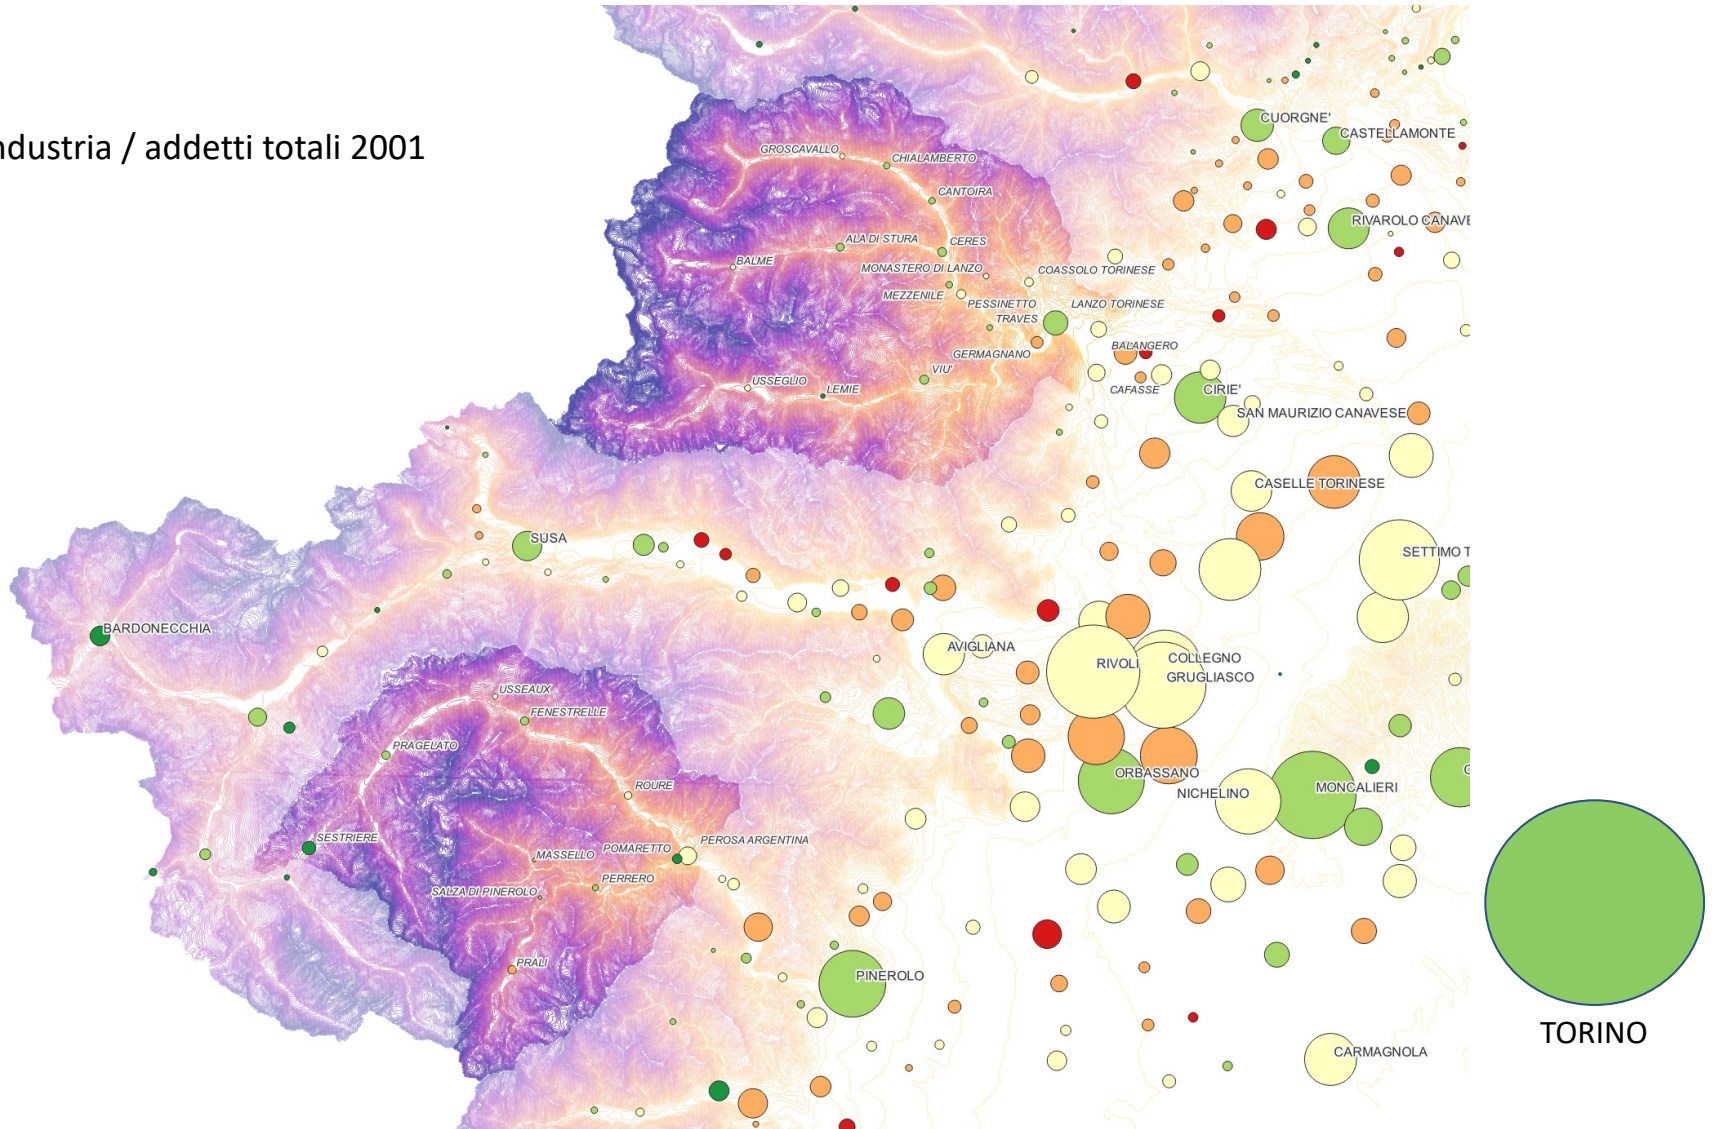 ndustria / addetti totali 2001
CUORGNE'
CASTELLAMONTE
GROSCAVALLO
CHIALAMBERTO
CANTOIRA
RIVAROLO CANAVE
ALA DI STURA
CERES
BALME
MONASTERO DI LANZO
COASSOLO TORINESE
MEZZENILE
PESSINETTO
LANZO TORINESE
TRAVES
GERMAGNANO
BALANGERO
VIU'
USSEGLIO
LEMIE
CAFASSE
CIRIE'
SAN MAURIZIO CANAVESE
CASELLE TORINESE
SUSA
SETTIMO T
BARDONECCHIA
AVIGLIANA
RIVOLI
COLLEGNO
GRUGLIASCO
USSEAUX
FENESTRELLE
PRAGELATO
ROURE
ORBASSANO
NICHELINO
MONCALIERI
C
SESTRIERE
MASSELLO
POMARETTO
PEROSA ARGENTINA
SALZA DI PINEROLO
PERRERO
PRALI
PINEROLO
TORINO
CARMAGNOLA